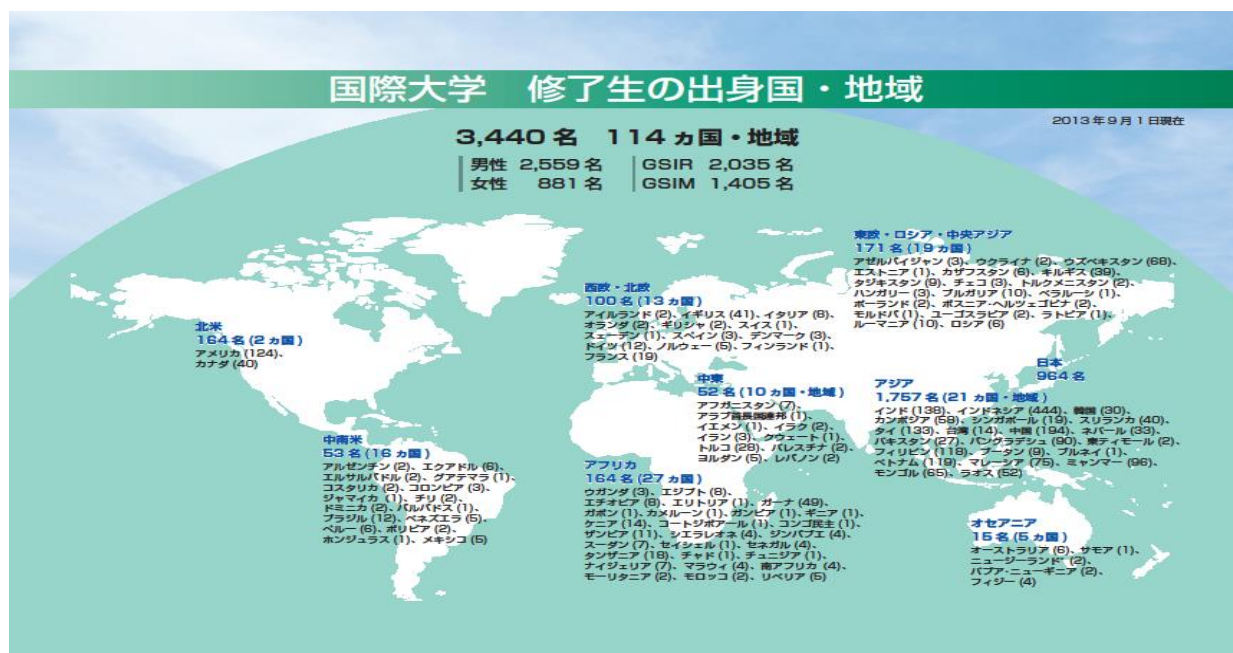 国際大学 修了生の出身国・地域
2013年9月1日現在
3,440名 114ヵ国・地域
男性 2,559名
女性 881名
GSIR 2,035名
GSIM 1,405名
東欧・ロシア・中央アジア
171名(19ヵ国)
アゼルバイジャン(3)、ウクライナ(2)、ウズベキスタン(68)、
エストニア(1)、カザフスタン(6)、キルギス(39)、
タジキスタン(9)、チェコ(3)、トルクメニスタン(2)、
ハンガリー(3)、ブルガリア(10)、ベラルーシ(1)、
ポーランド(2)、ボスニア・ヘルツェゴビナ(2)、
モルドバ(1)、ユーゴスラビア(2)、ラトビア(1)、
ルーマニア(10)、ロシア(6)
西欧・北欧
100名(13ヵ国)
アイルランド(2)、イギリス(41)、イタリア(8)、
オランダ(2)、ギリシャ(2)、スイス(1)、
スェーデン(1)、スペイン(3)、デンマーク(3)、
ドイツ(12)、ノルウェー(5)、フィンランド(1)、
フランス(19)
北米
164名(2ヵ国)
アメリカ(124)、
カナダ(40)
日本
964名
中東
52名(10ヵ国・地域)
アフガニスタン(7)、
アラブ首長国連邦(1)、
イエメン(1)、イラク(2)、
イラン(3)、クウェート(1)、
トルコ(28)、パレスチナ(2)、
ヨルダン(5)、レバノン(2)
アジア
1,757名(21ヵ国・地域)
インド(138)、インドネシア(444)、韓国(30)、
カンボジア(58)、シンガポール(19)、スリランカ(40)、
タイ(133)、台湾(14)、中国(194)、ネパール(33)、
パキスタン(27)、バングラデシュ(90)、東ティモール(2)、
フィリピン(118)、ブータン(9)、ブルネイ(1)、
ベトナム(119)、マレーシア(75)、ミャンマー(96)、
モンゴル(65)、ラオス(52)
中南米
53名(16ヵ国)
アルゼンチン(2)、エクアドル(6)、
エルサルバドル(2)、グアテマラ(1)、
コスタリカ(2)、コロンビア(3)、
ジャマイカ(1)、チリ(2)、
ドミニカ(2)、バルバドス(1)、
ブラジル(12)、ベネズエラ(5)、
ペルー(6)、ボリビア(2)、
ホンジュラス(1)、メキシコ(5)
アフリカ
164名(27ヵ国)
ウガンダ(3)、エジプト(8)、
エチオピア(8)、エリトリア(1)、ガーナ(49)、
ガボン(1)、カメルーン(1)、ガンビア(1)、ギニア(1)、
ケニア(14)、コートジボアール(1)、コンゴ民主(1)、
ザンビア(11)、シエラレオネ(4)、ジンバブエ(4)、
スーダン(7)、セイシェル(1)、セネガル(4)、
タンザニア(18)、チャド(1)、チュニジア(1)、
ナイジェリア(7)、マラウィ(4)、南アフリカ(4)、
モーリタニア(2)、モロッコ(2)、リベリア(5)
オセアニア
15名(5ヵ国)
オーストラリア(6)、サモア(1)、
ニュージーランド(2)、
パプア・ニューギニア(2)、
フィジー(4)